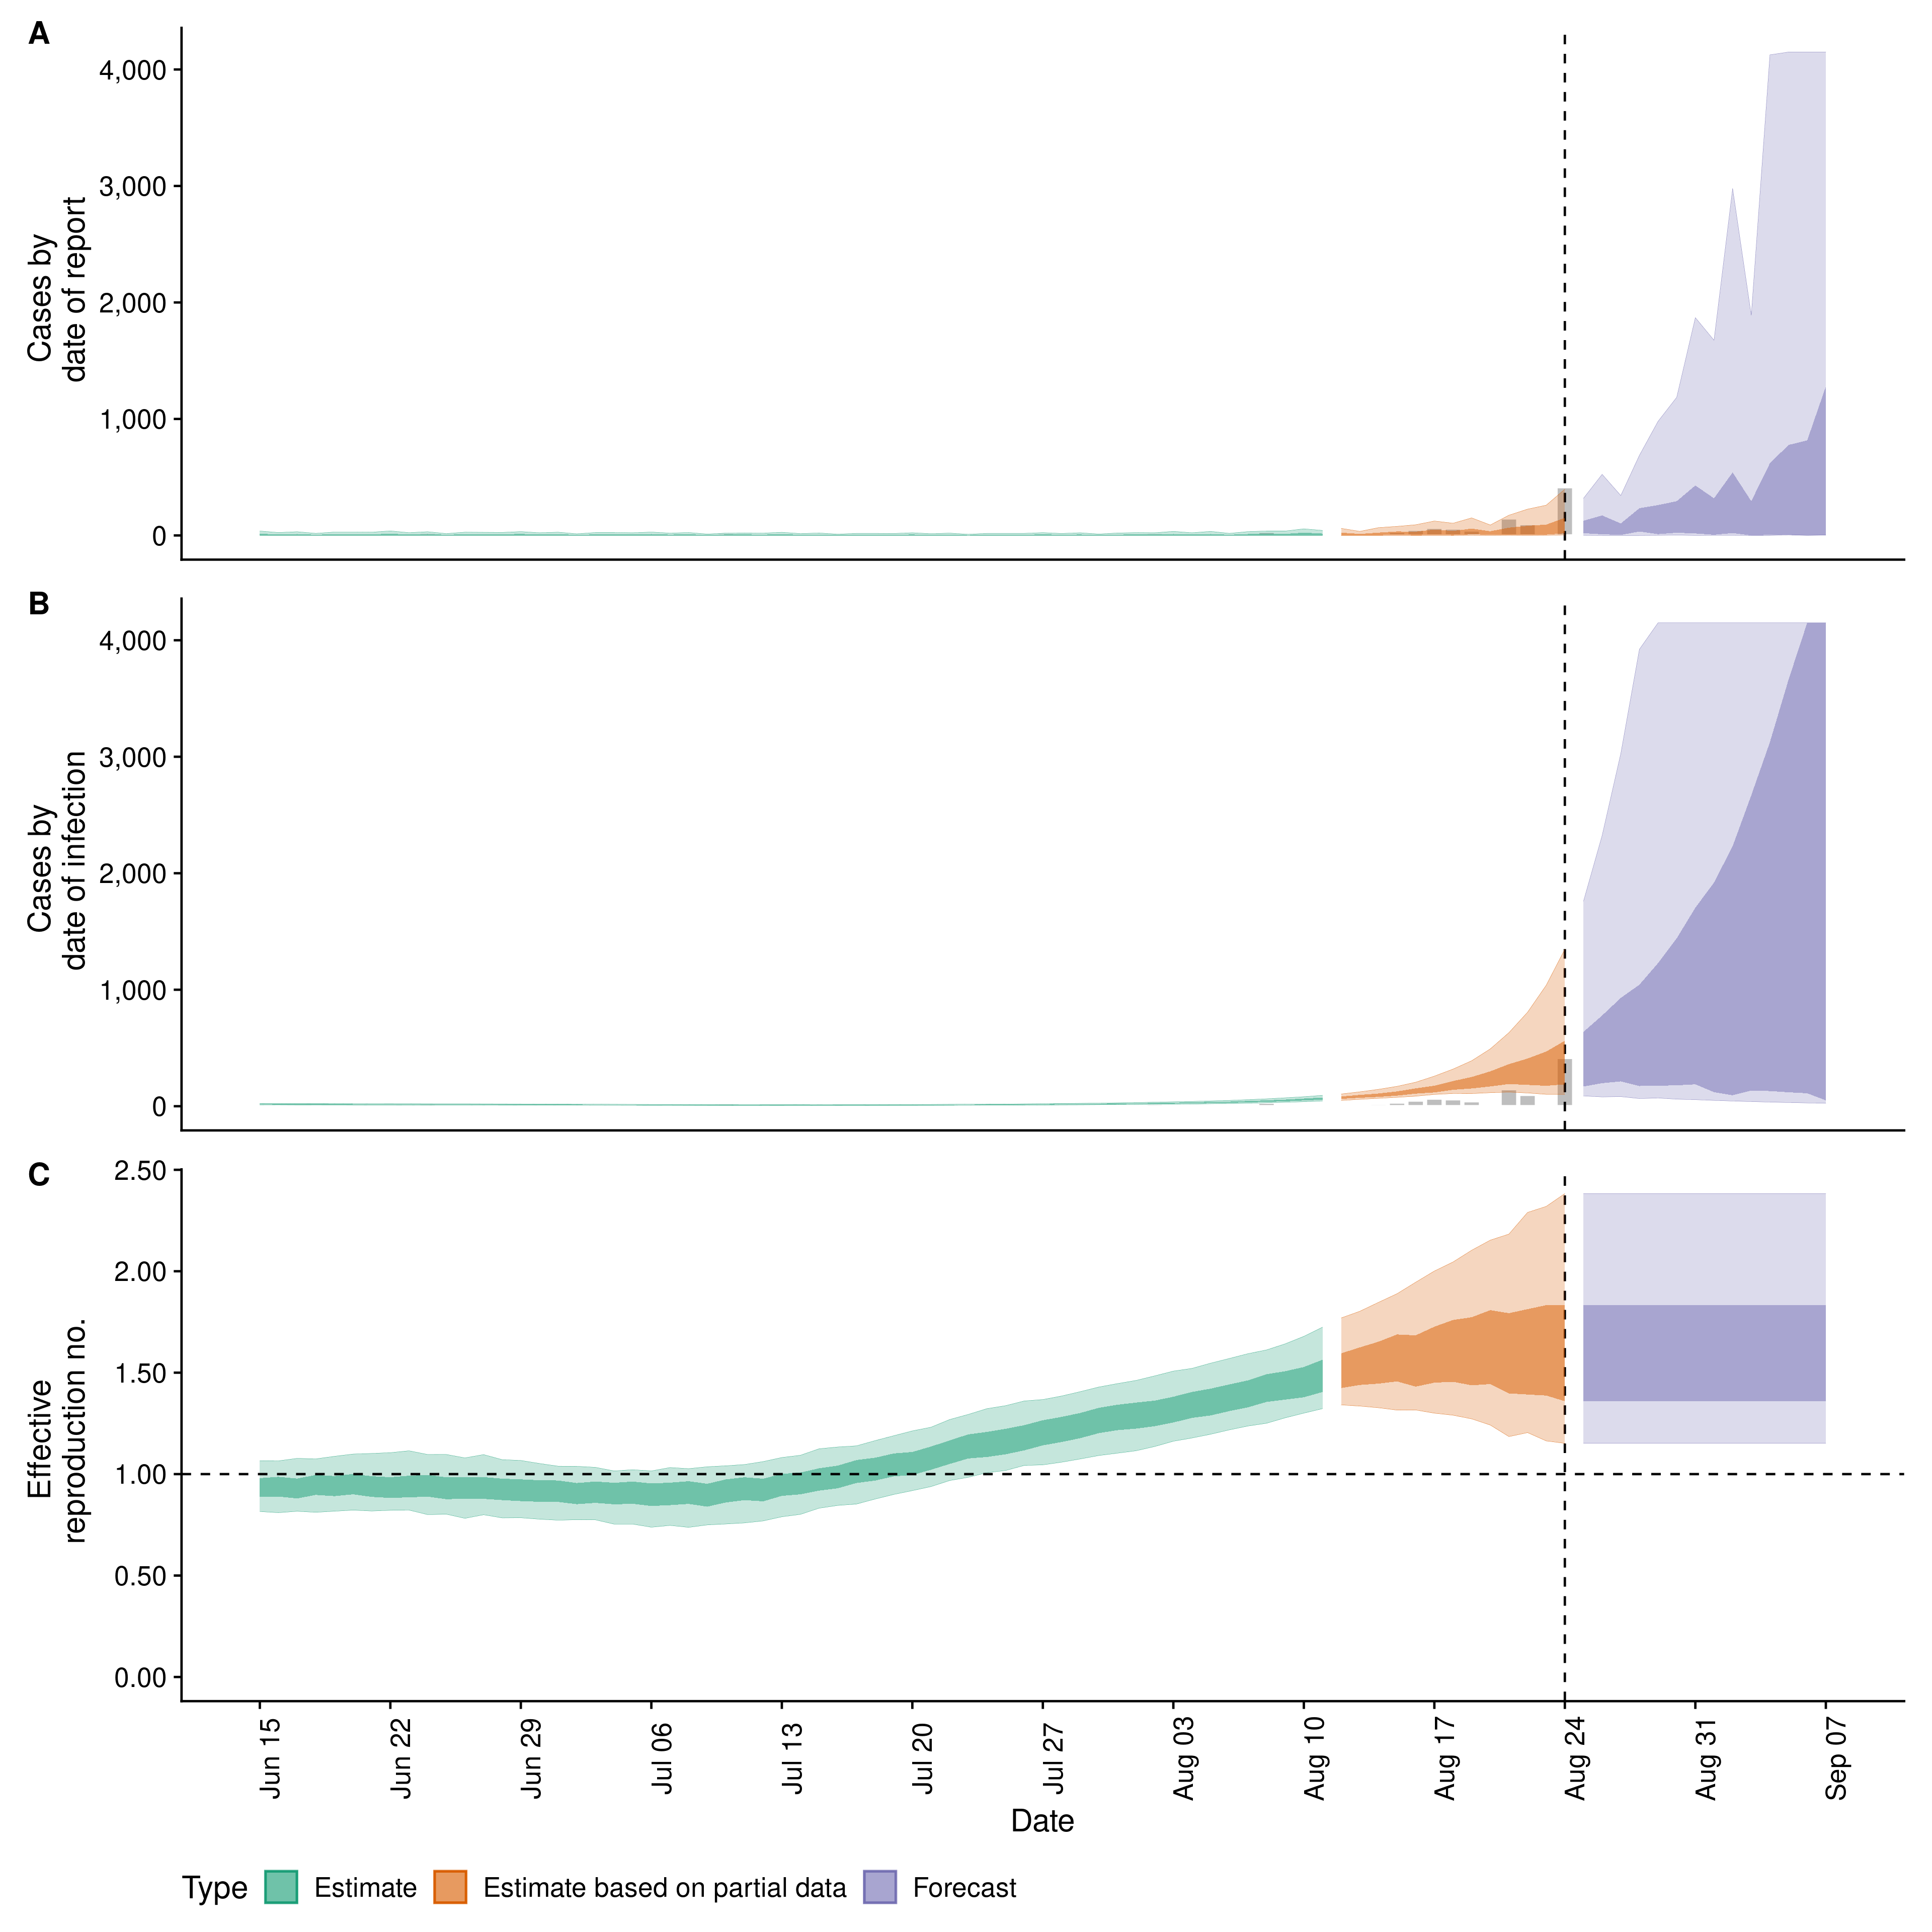 A
4,000
3,000
2,000
1,000
0
Cases by
date of report
B
4,000
3,000
2,000
1,000
0
Cases by
date of infection
C
2.50
2.00
1.50
1.00
0.50
0.00
Effective
reproduction no.
Jun 15
Jun 22
Jun 29
Jul 06
Jul 13
Jul 20
Jul 27
Aug 03
Aug 10
Aug 17
Aug 24
Aug 31
Sep 07
Date
Type Estimate Estimate based on partial data Forecast